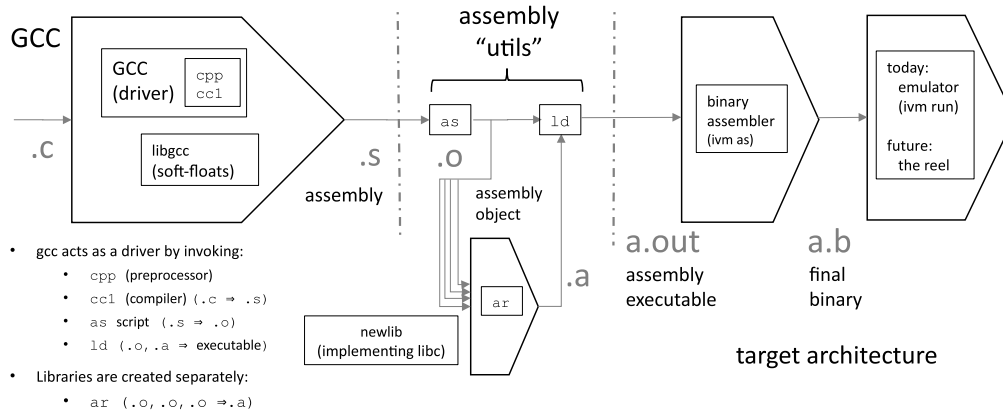 GCC
GCC
(driver)
cpp
cc1
libgcc
(soft-floats)
.c
.s
assembly
assembly
“utils”
as
ld
.o
assembly
object
ar
.a
newlib
(implementing libc)
binary
assembler
(ivm as)
today:
emulator
(ivm run)
future:
the reel
a.out
assembly
executable
a.b
final
binary
target architecture
• gcc acts as a driver by invoking:
• cpp (preprocessor)
• cc1 (compiler) (.c ⇒ .s)
• as script (.s ⇒ .o)
• ld (.o,.a ⇒ executable)
• Libraries are created separately:
• ar (.o,.o,.o ⇒.a)